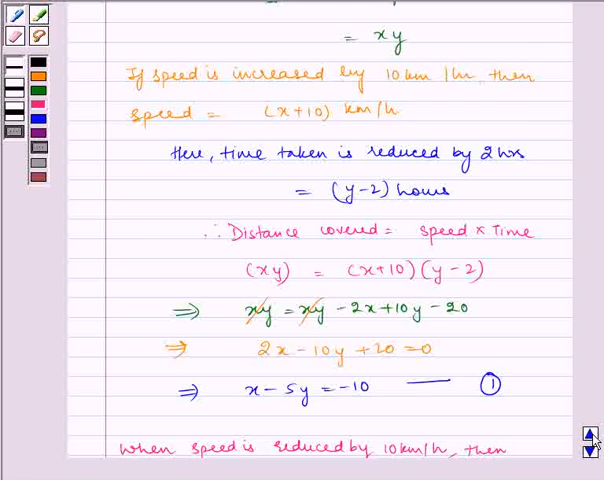 = xy
If speed is increased by 10 km/hr, then
speed = (x+10) km/h
Here, time taken is reduced by 2 hrs
= (y-2) hours
∴ Distance covered = speed × Time
(xy) = (x+10)(y-2)
⇒ xy = xy - 2x + 10y - 20
⇒ 2x - 10y + 20 = 0
⇒ x - 5y = -10 —— ①
When speed is reduced by 10 km/h, then